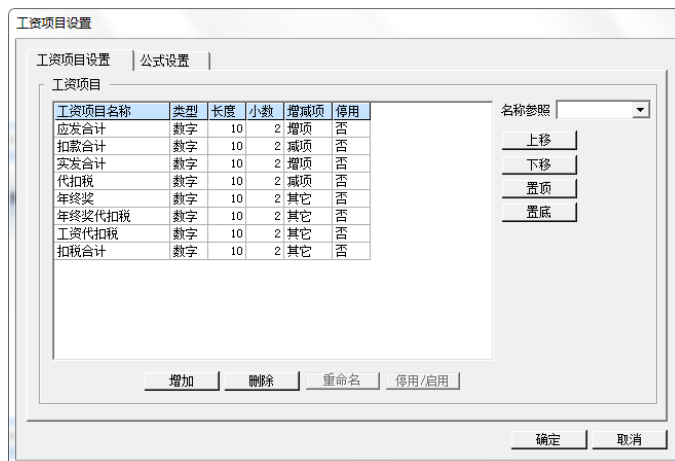 工资项目设置
工资项目设置 公式设置
工资项目
工资项目名称 类型 长度 小数 增减项 停用
应发合计 数字 10 2 增项 否
扣款合计 数字 10 2 减项 否
实发合计 数字 10 2 增项 否
代扣税 数字 10 2 减项 否
年终奖 数字 10 2 其它 否
年终奖代扣税 数字 10 2 其它 否
工资代扣税 数字 10 2 其它 否
扣税合计 数字 10 2 其它 否
名称参照
上移
下移
置顶
置底
增加 删除 重命名 停用/启用
确定 取消